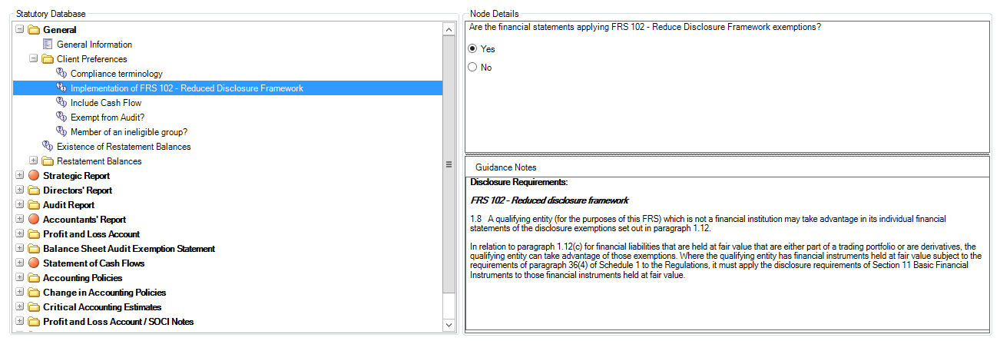 Statutory Database
General
General Information
Client Preferences
Compliance terminology
Implementation of FRS 102 - Reduced Disclosure Framework
Include Cash Flow
Exempt from Audit?
Member of an ineligible group?
Existence of Restatement Balances
Restatement Balances
Strategic Report
Directors' Report
Audit Report
Accountants' Report
Profit and Loss Account
Balance Sheet Audit Exemption Statement
Statement of Cash Flows
Accounting Policies
Change in Accounting Policies
Critical Accounting Estimates
Profit and Loss Account / SOCI Notes
Node Details
Are the financial statements applying FRS 102 - Reduce Disclosure Framework exemptions?
Yes
No
Guidance Notes
Disclosure Requirements:
FRS 102 - Reduced disclosure framework
1.8 A qualifying entity (for the purposes of this FRS) which is not a financial institution may take advantage in its individual financial
statements of the disclosure exemptions set out in paragraph 1.12.
In relation to paragraph 1.12(c) for financial liabilities that are held at fair value that are either part of a trading portfolio or are derivatives, the
qualifying entity can take advantage of those exemptions. Where the qualifying entity has financial instruments held at fair value subject to the
requirements of paragraph 36(4) of Schedule 1 to the Regulations, it must apply the disclosure requirements of Section 11 Basic Financial
Instruments to those financial instruments held at fair value.